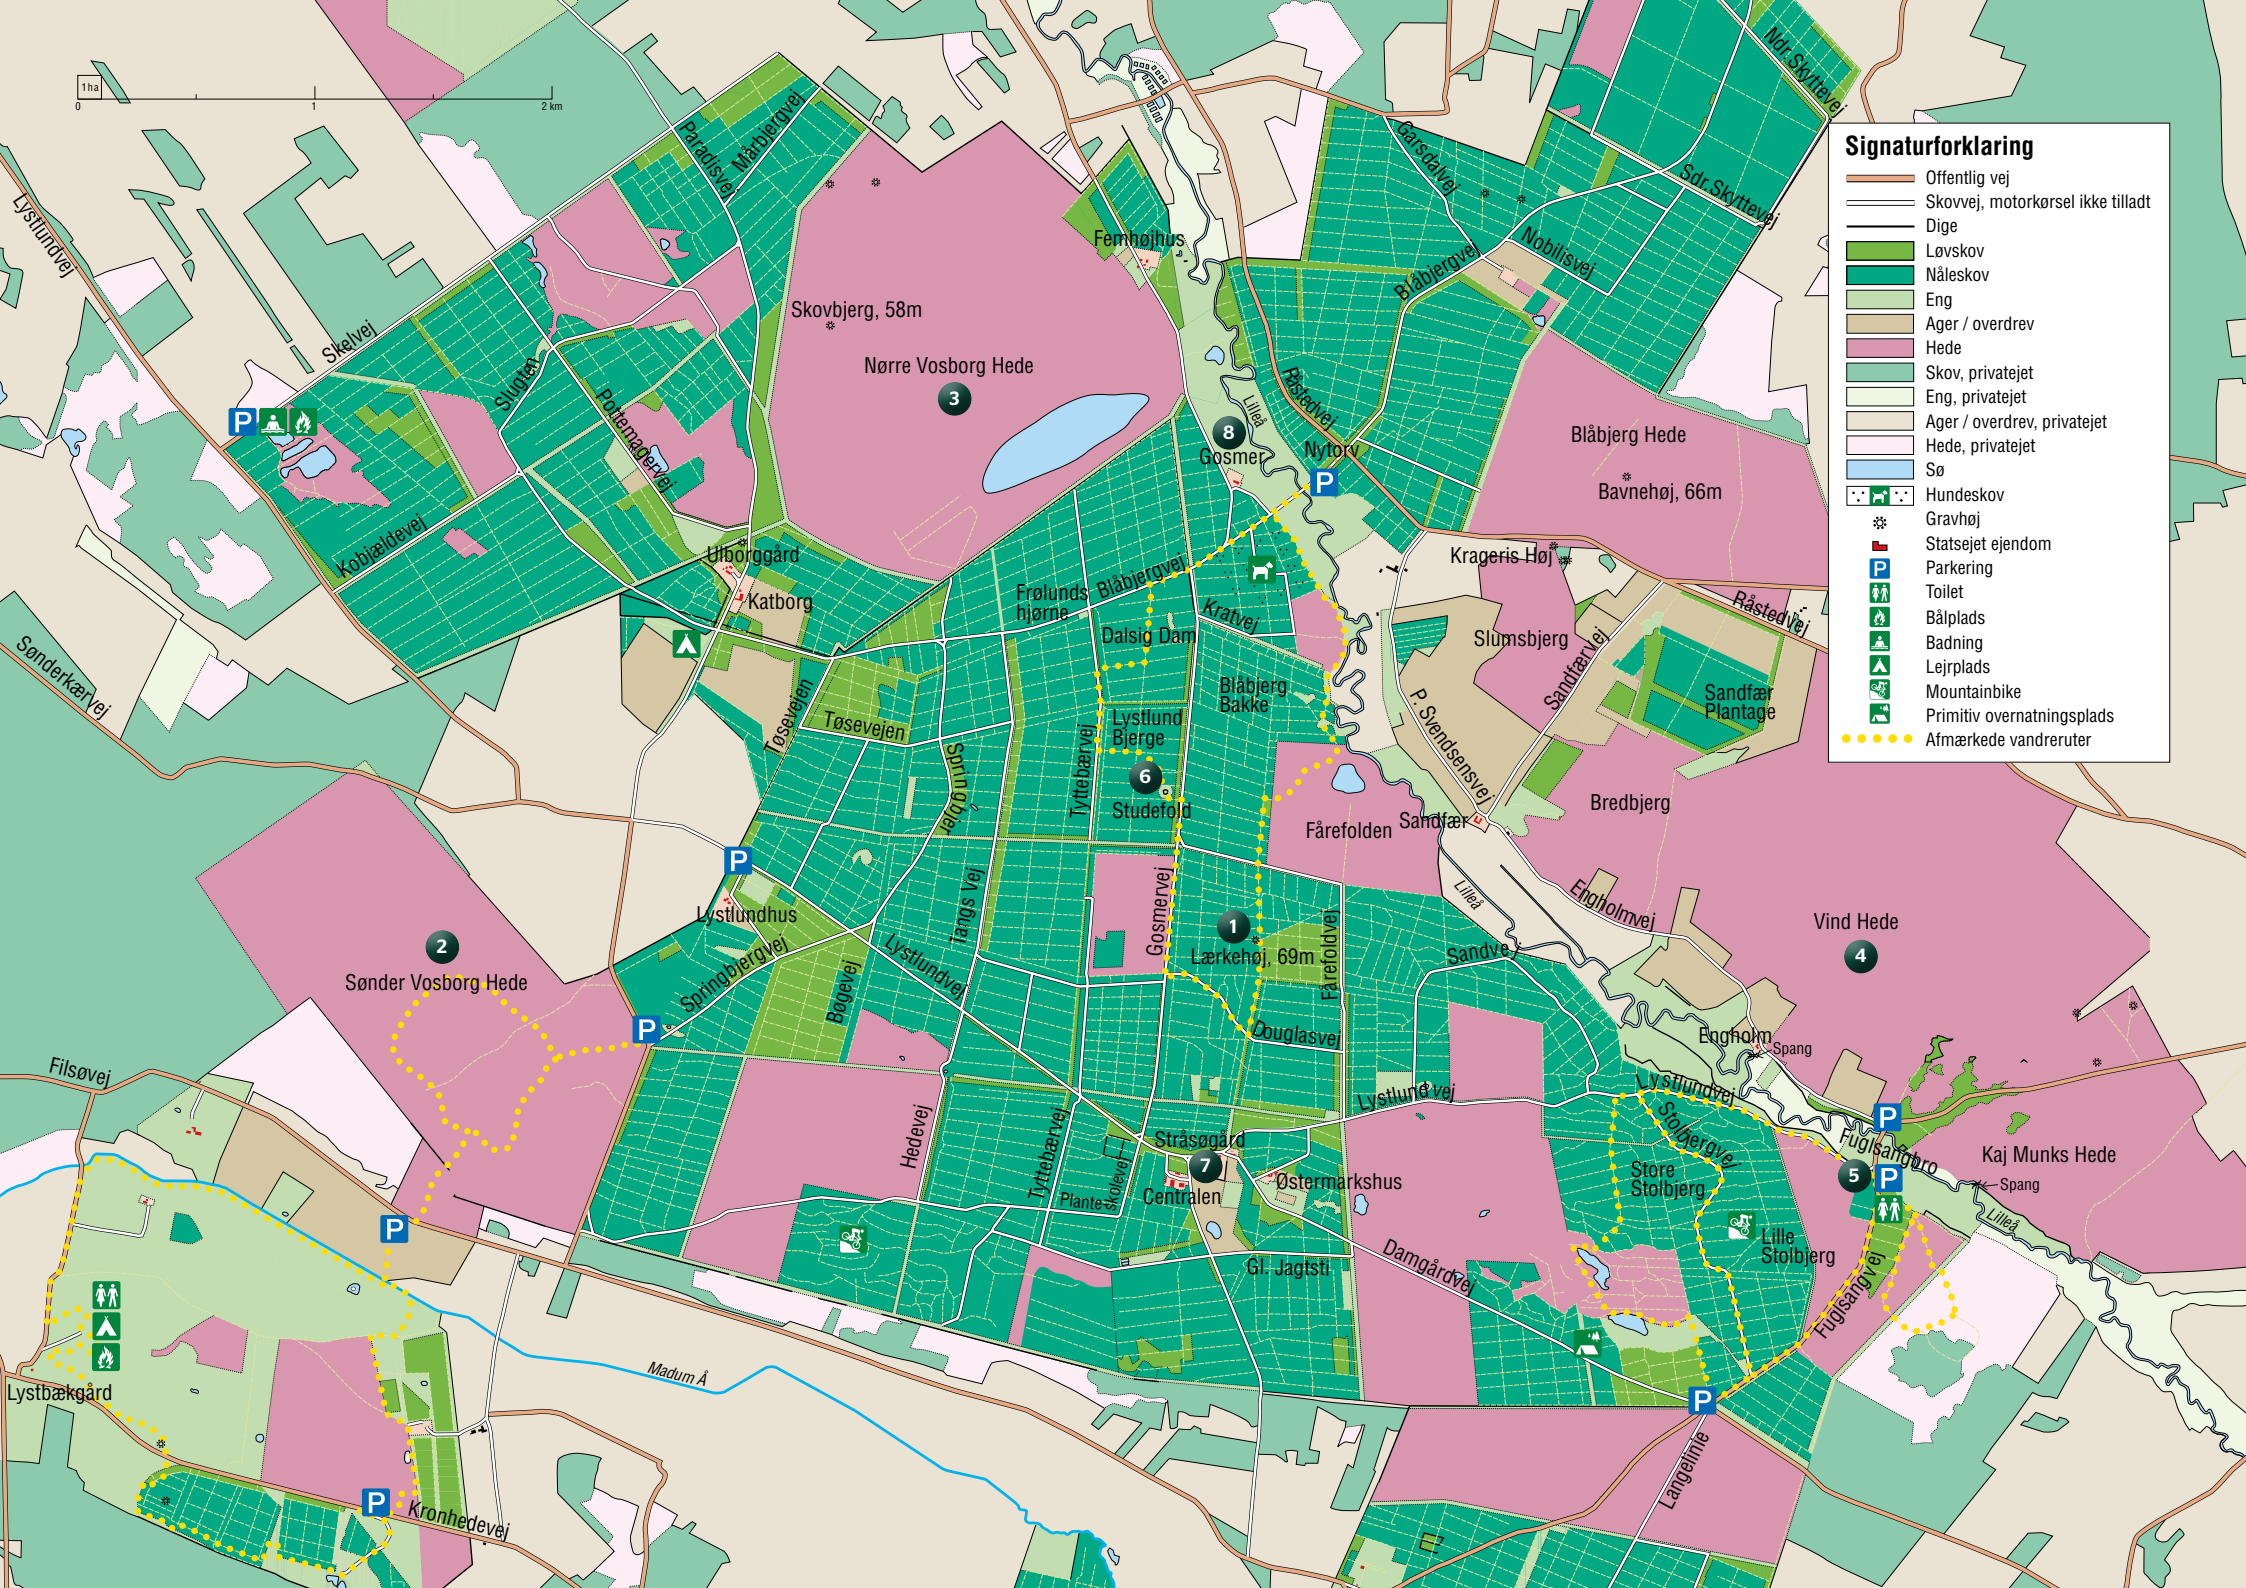 1 ha
0
1
2 km
Lystlundvej
Skelvej
Paradisvej
Mårbjergvej
Slugten
Pottemagervej
Kobjældevej
Sønderkærvej
Skovbjerg, 58m
Nørre Vosborg Hede
3
Femhøjhus
Garsdalvej
Ndr. Skyttevej
Sdr. Skyttevej
Nobilisvej
Blåbjergvej
Råstedvej
Lilleå
8
Gosmer
Nytorv
P
P
Blåbjerg Hede
Bavnehøj, 66m
Krageris Høj
Råstedvej
Slumsbjerg
Sandfærvej
Sandfær
Plantage
P. Svendsensvej
Bredbjerg
Ulborggård
Katborg
Frølunds
hjørne
Blåbjergvej
Kratvej
Dalsig Dam
Blåbjerg
Bakke
Lystlund
Bjerge
6
Studefold
Tøsevejen
Tøsevejen
Springbjer
Tyttebærvej
Fårefolden
Sandfær
Lilleå
Engholmvej
Vind Hede
4
P
Lystlundhus
Springbjergvej
Bøgevej
Lystlundvej
Tangs Vej
Gosmervej
1
Lærkehøj, 69m
Fårefoldvej
Sandvej
Douglasvej
2
Sønder Vosborg Hede
P
Engholm
Spang
Filsøvej
Hedevej
Tyttebærvej
Plante-
skolevej
Stråsøgård
7
Centralen
Østermarkshus
Lystlundvej
Lystlundvej
Stolbjergvej
Store
Stolbjerg
Lille
Stolbjerg
P
Fuglsangbro
5
P
Kaj Munks Hede
Spang
Lilleå
Fuglsangvej
Gl. Jagtsti
Damgårdvej
P
Langelinie
P
Madum Å
Lystbækgård
P
Kronhedevej
Signaturforklaring
Offentlig vej
Skovvej, motorkørsel ikke tilladt
Dige
Løvskov
Nåleskov
Eng
Ager / overdrev
Hede
Skov, privatejet
Eng, privatejet
Ager / overdrev, privatejet
Hede, privatejet
Sø
Hundeskov
Gravhøj
Statsejet ejendom
P Parkering
Toilet
Bålplads
Badning
Lejrplads
Mountainbike
Primitiv overnatningsplads
Afmærkede vandreruter